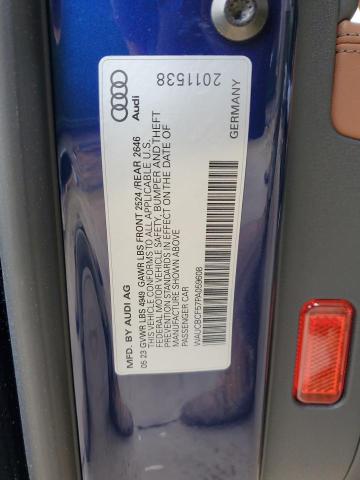 Audi
2011538
GERMANY
MFD. BY AUDI AG
05 23 GVWR LBS 4949 GAWR LBS FRONT 2524/REAR 2646
THIS VEHICLE CONFORMS TO ALL APPLICABLE U.S.
FEDERAL MOTOR VEHICLE SAFETY, BUMPER AND THEFT
PREVENTION STANDARDS IN EFFECT ON THE DATE OF
MANUFACTURE SHOWN ABOVE
PASSENGER CAR
WAUCBCF57PA059608